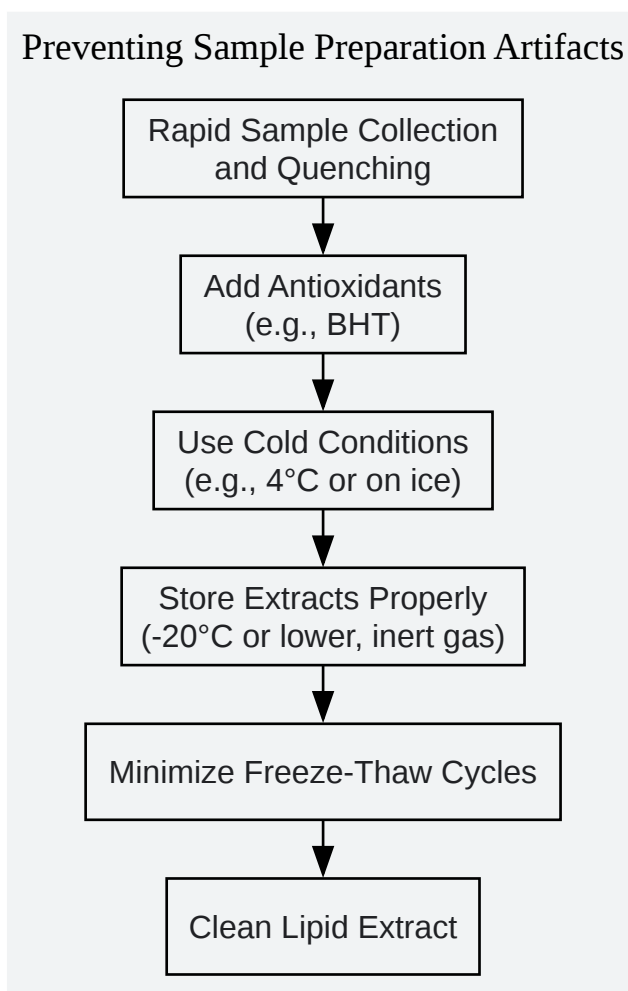 Preventing Sample Preparation Artifacts
Rapid Sample Collection
and Quenching
Add Antioxidants
(e.g., BHT)
Use Cold Conditions
(e.g., 4°C or on ice)
Store Extracts Properly
(-20°C or lower, inert gas)
Minimize Freeze-Thaw Cycles
Clean Lipid Extract